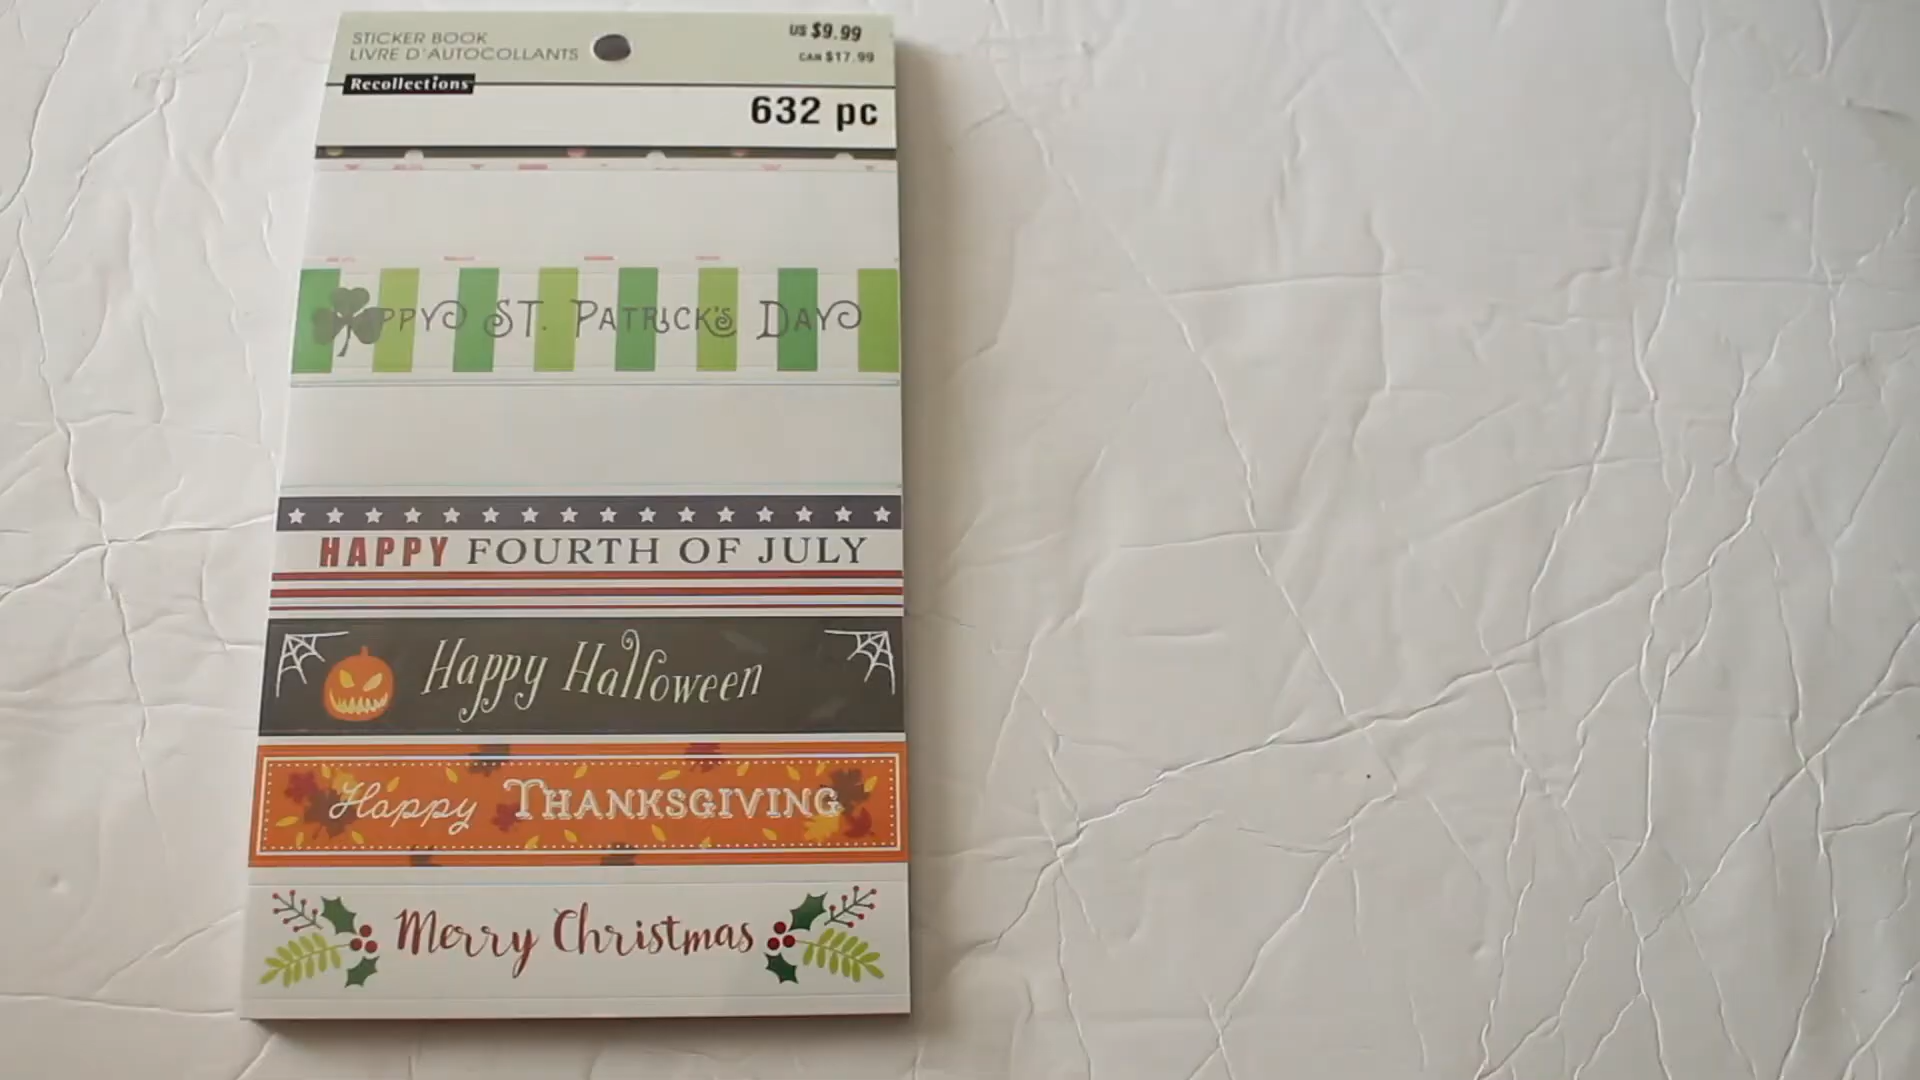 STICKER BOOK
LIVRE D'AUTOCOLLANTS
Recollections
US $9.99
CAN $17.99
632 pc
ST. PATRICK'S DAY
HAPPY FOURTH OF JULY
Happy Halloween
Happy THANKSGIVING
Merry Christmas